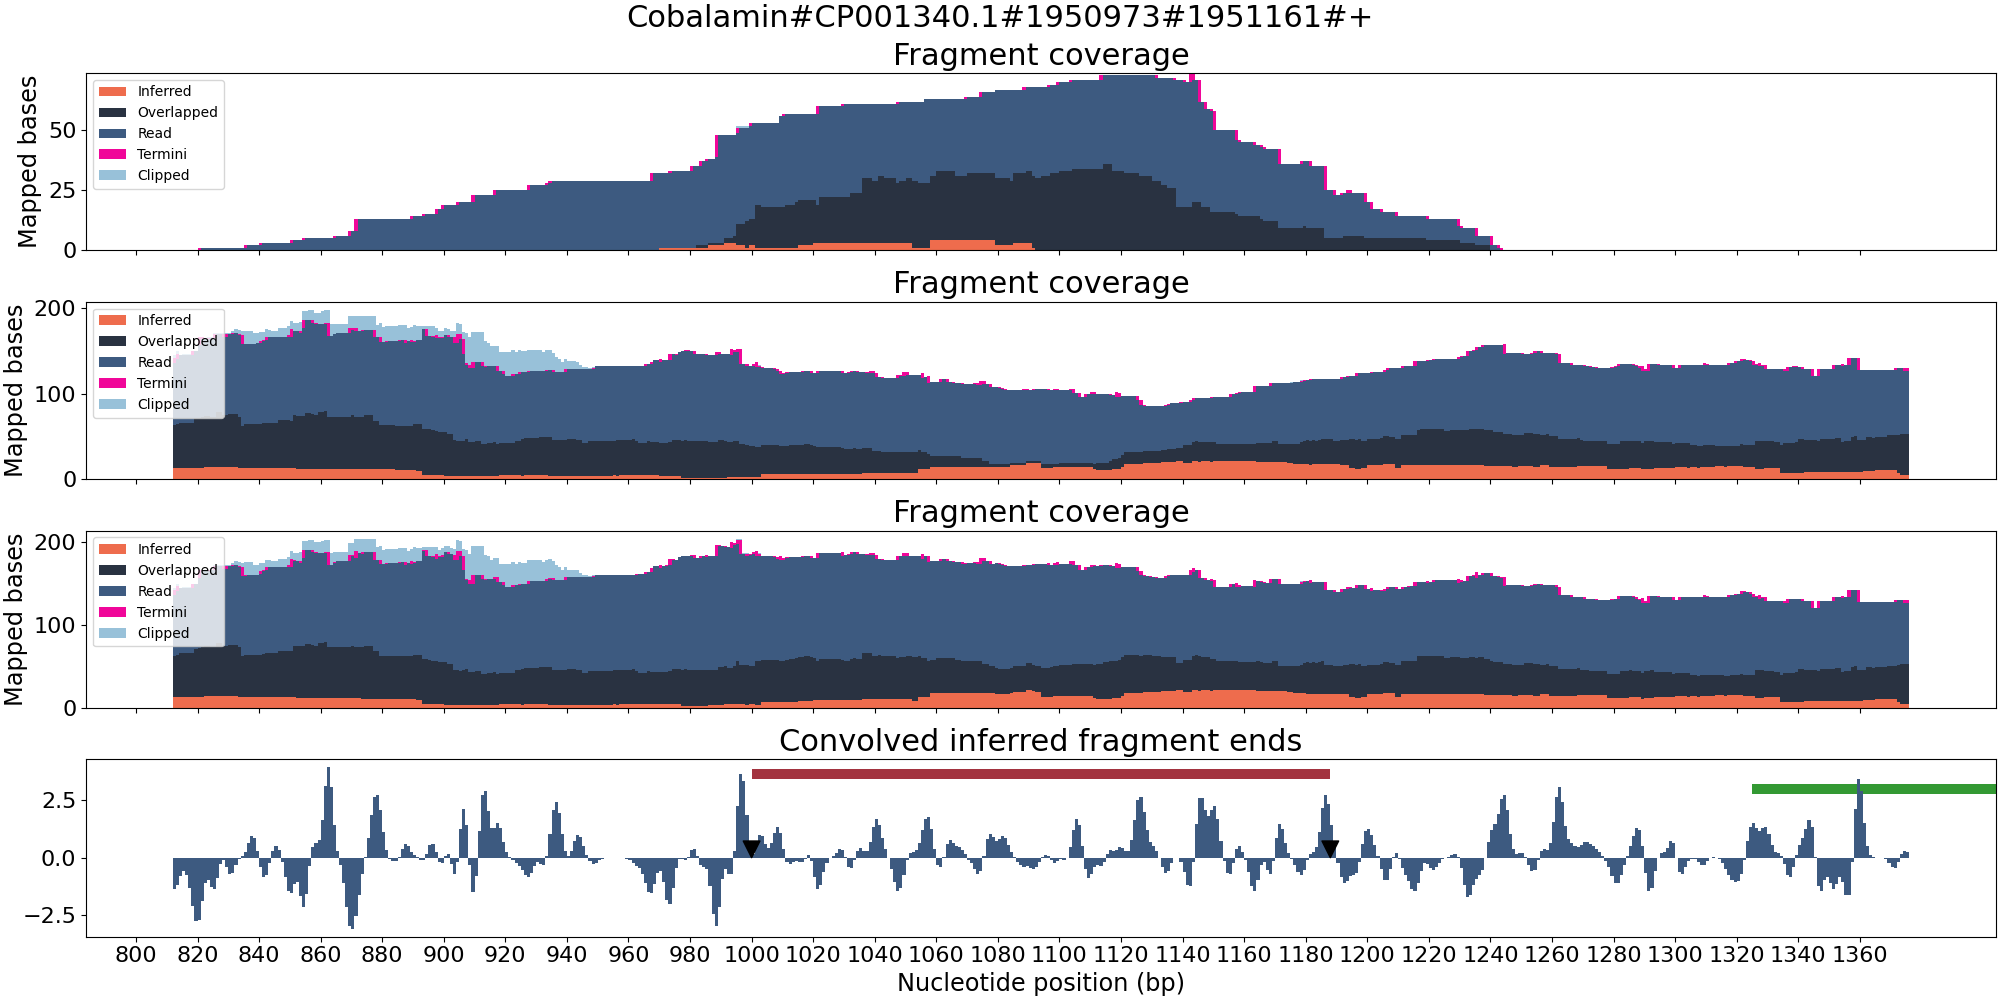 Cobalamin#CP001340.1#1950973#1951161#+
Fragment coverage
Mapped bases
50
25
0
Inferred
Overlapped
Read
Termini
Clipped
Fragment coverage
Mapped bases
200
100
0
Inferred
Overlapped
Read
Termini
Clipped
Fragment coverage
Mapped bases
200
100
0
Inferred
Overlapped
Read
Termini
Clipped
Convolved inferred fragment ends
2.5
0.0
−2.5
800 820 840 860 880 900 920 940 960 980 1000 1020 1040 1060 1080 1100 1120 1140 1160 1180 1200 1220 1240 1260 1280 1300 1320 1340 1360
Nucleotide position (bp)